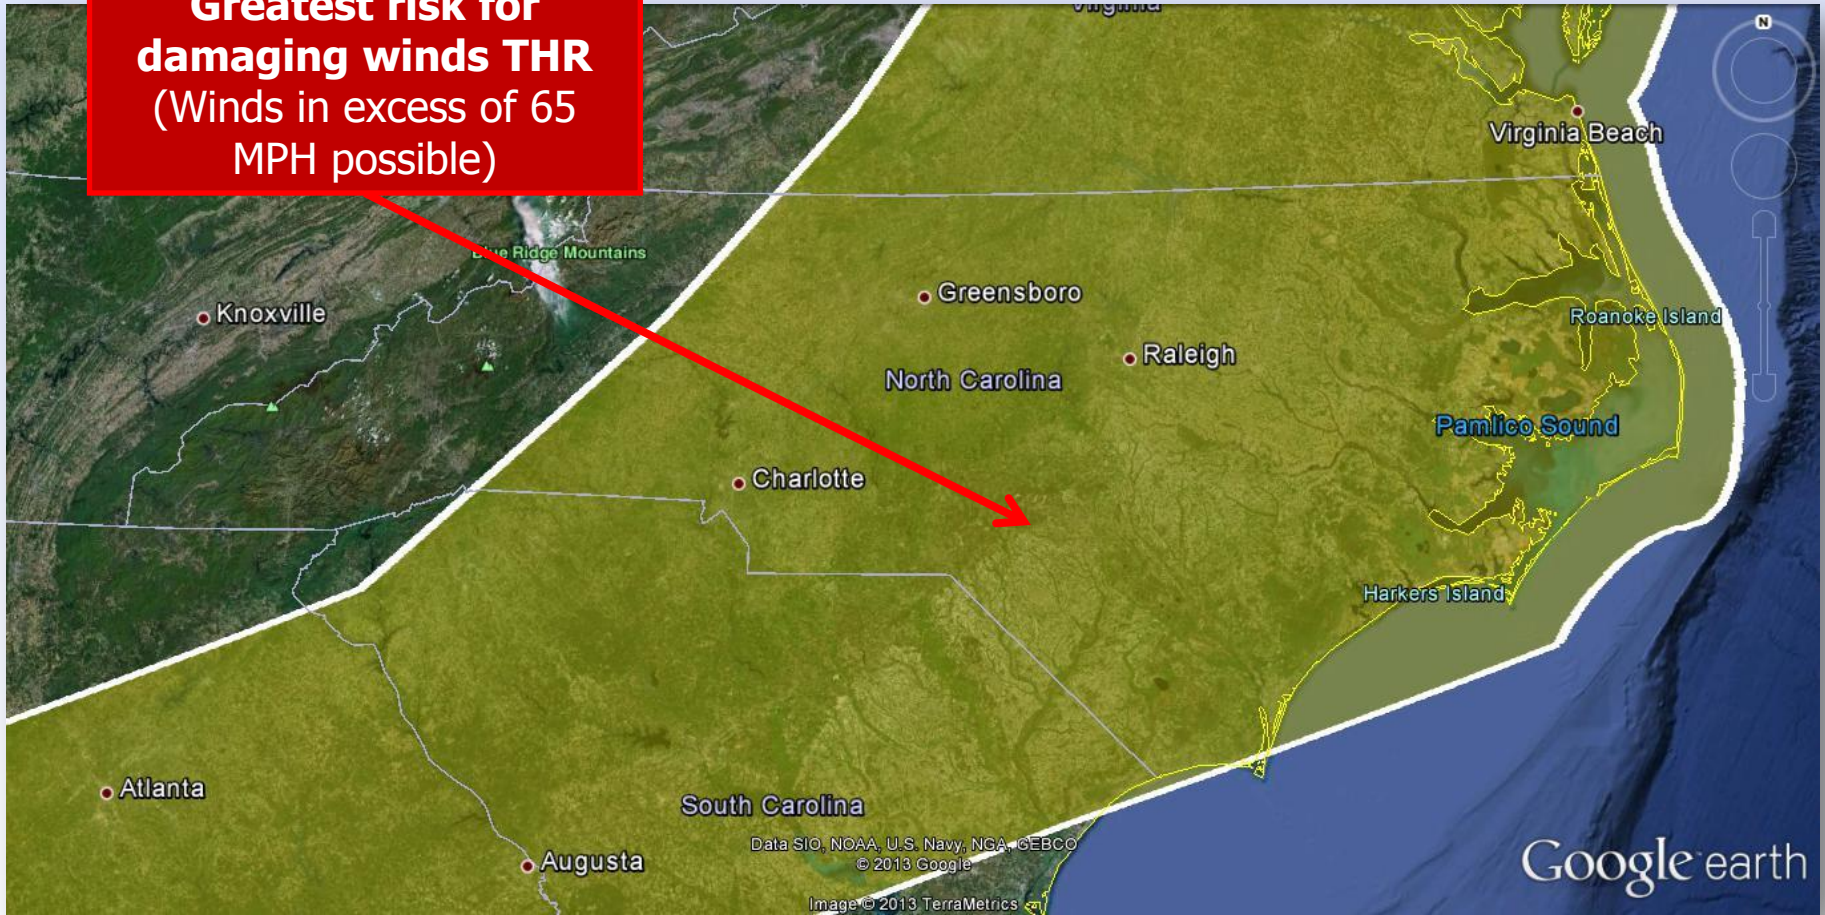 Greatest risk for
damaging winds THR
(Winds in excess of 65
MPH possible)
Virginia
N
Virginia Beach
Blue Ridge Mountains
Knoxville
Greensboro
Roanoke Island
Raleigh
North Carolina
Pamlico Sound
Charlotte
Harkers Island
Atlanta
South Carolina
Data SIO, NOAA, U.S. Navy, NGA, GEBCO
© 2013 Google
Augusta
Google earth
Image © 2013 TerraMetrics